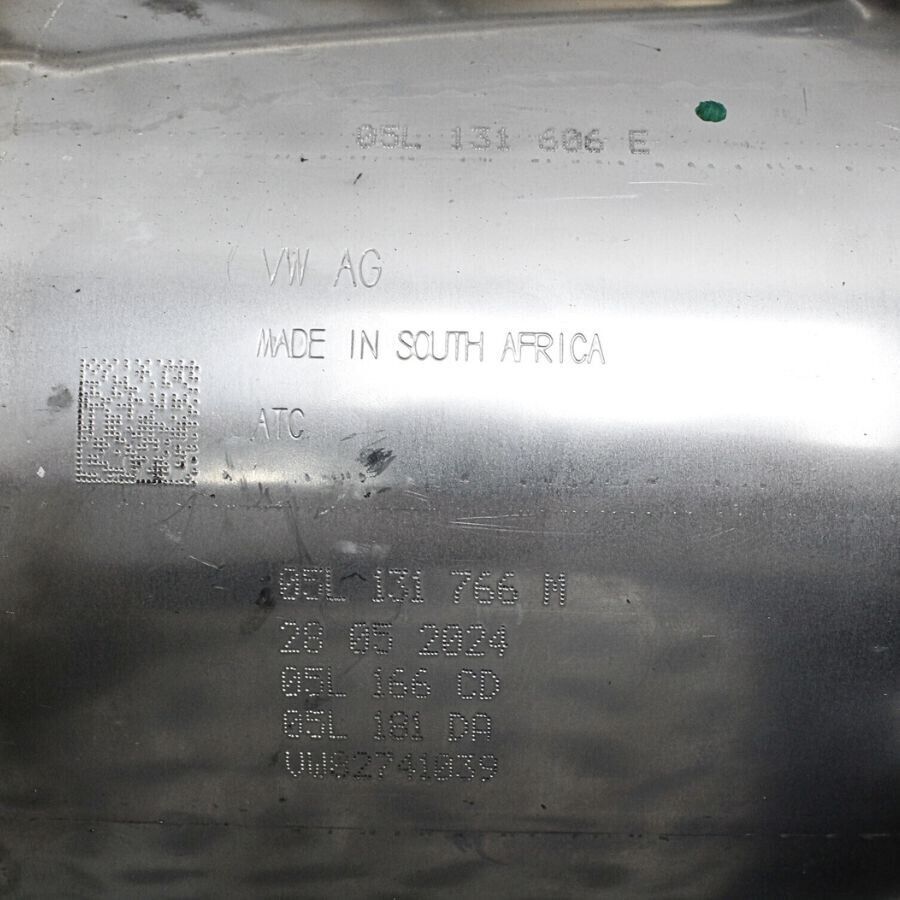 05L 131 606 E
VW AG
MADE IN SOUTH AFRICA
ATC
05L 131 766 M
28 05 2024
05L 166 CD
05L 181 DA
VW02741039